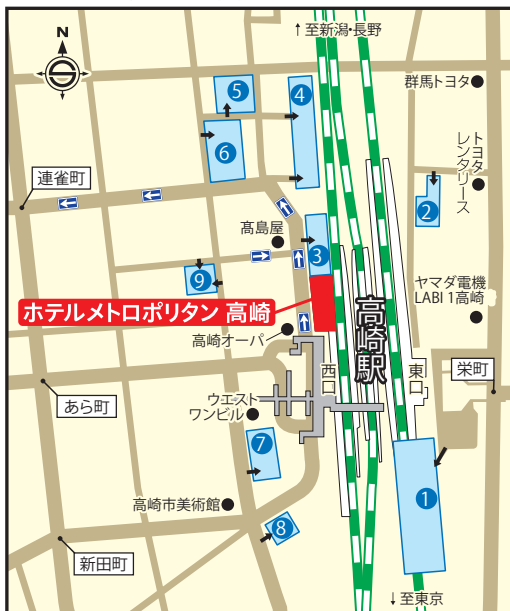 N
↑至新潟・長野
群馬トヨタ
5
4
6
トヨタ
レンタリース
連雀町
2
髙島屋
3
9
ヤマダ電機
LABI 1高崎
ホテルメトロポリタン 高崎
高崎駅
高崎オーパ
西口
東口
栄町
あら町
ウエスト
ワンビル
7
1
高崎市美術館
8
新田町
↓至東京